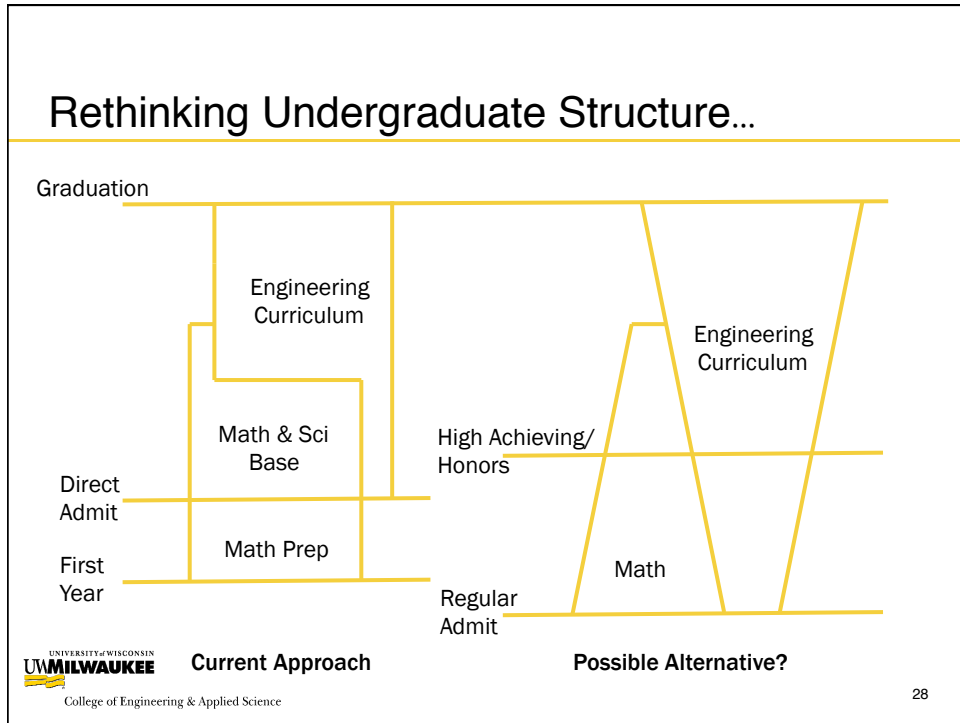 Rethinking Undergraduate Structure...
Graduation
Engineering
Curriculum
Math & Sci
Base
Direct
Admit
Math Prep
First
Year
Current Approach
Engineering
Curriculum
High Achieving/
Honors
Math
Regular
Admit
Possible Alternative?
UNIVERSITY of WISCONSIN
UWMILWAUKEE
College of Engineering & Applied Science
28